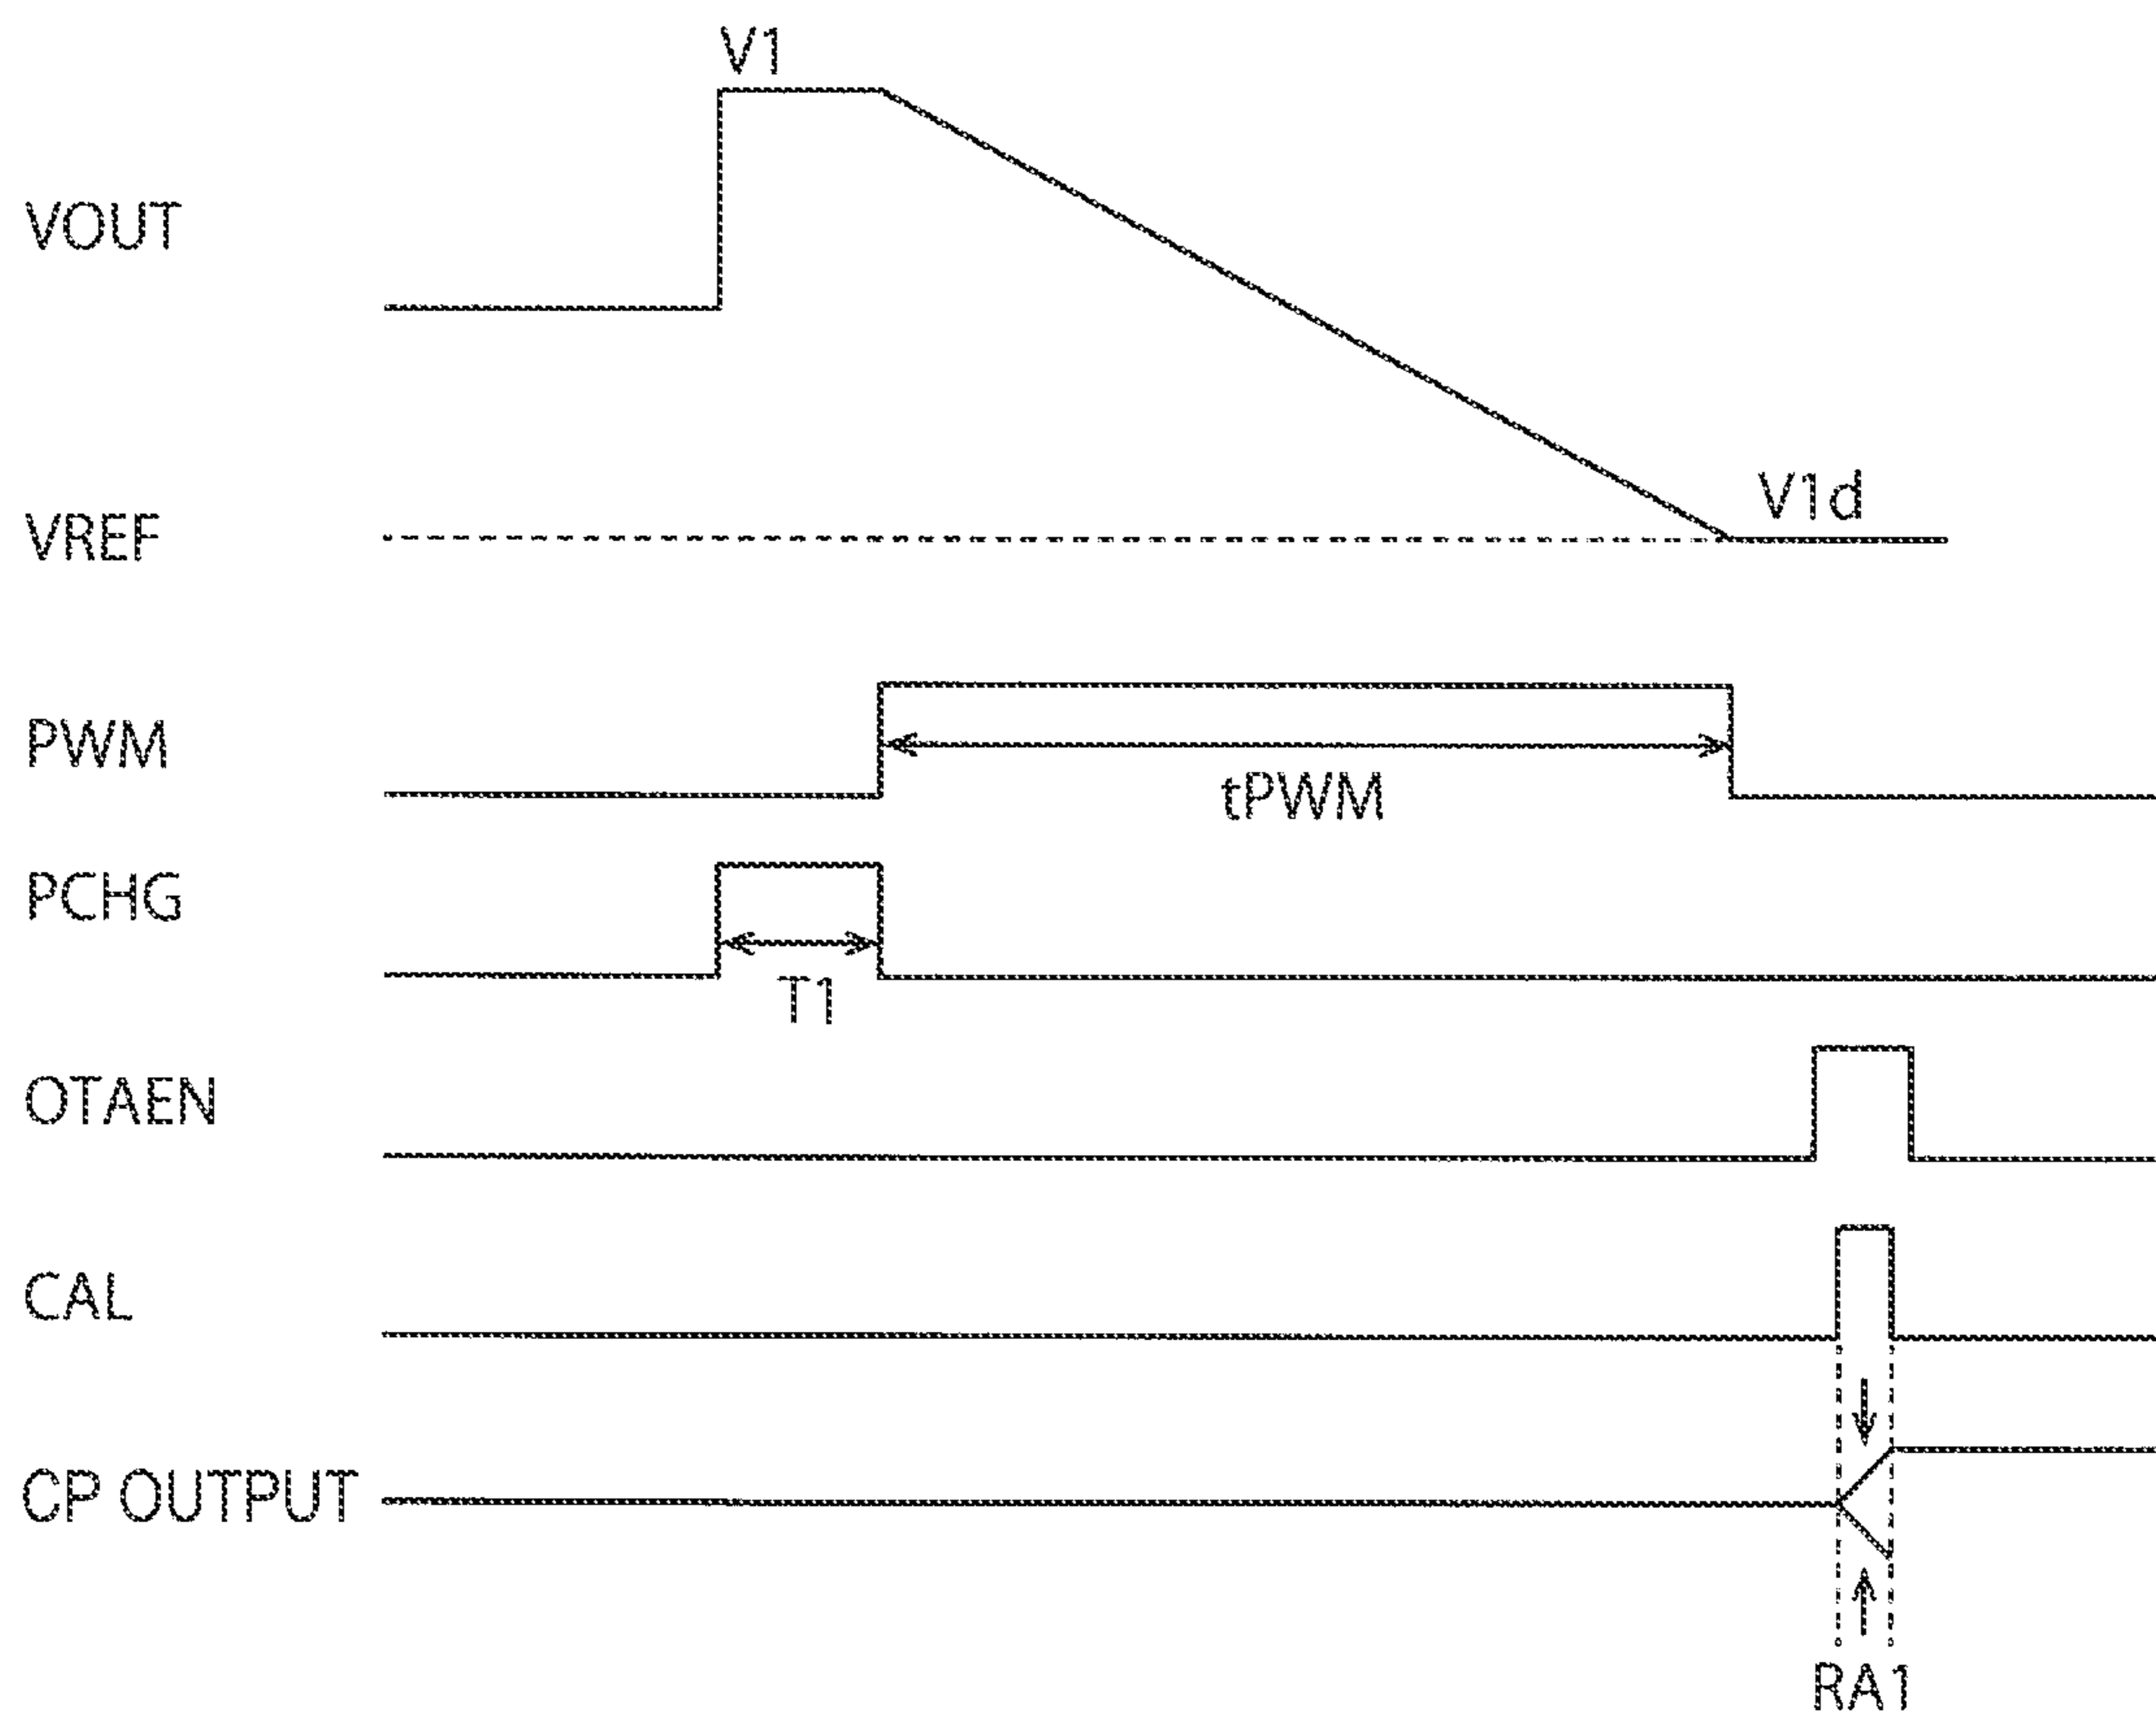 V1
VOUT
V1d
VREF
PWM
tPWM
PCHG
T1
OTAEN
CAL
CP OUTPUT
RA1